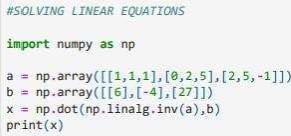 #SOLVING LINEAR EQUATIONS
import numpy as np
a = np.array([[1,1,1],[0,2,5],[2,5,-1]])
b = np.array([[6],[-4],[27]])
x = np.dot(np.linalg.inv(a),b)
print(x)